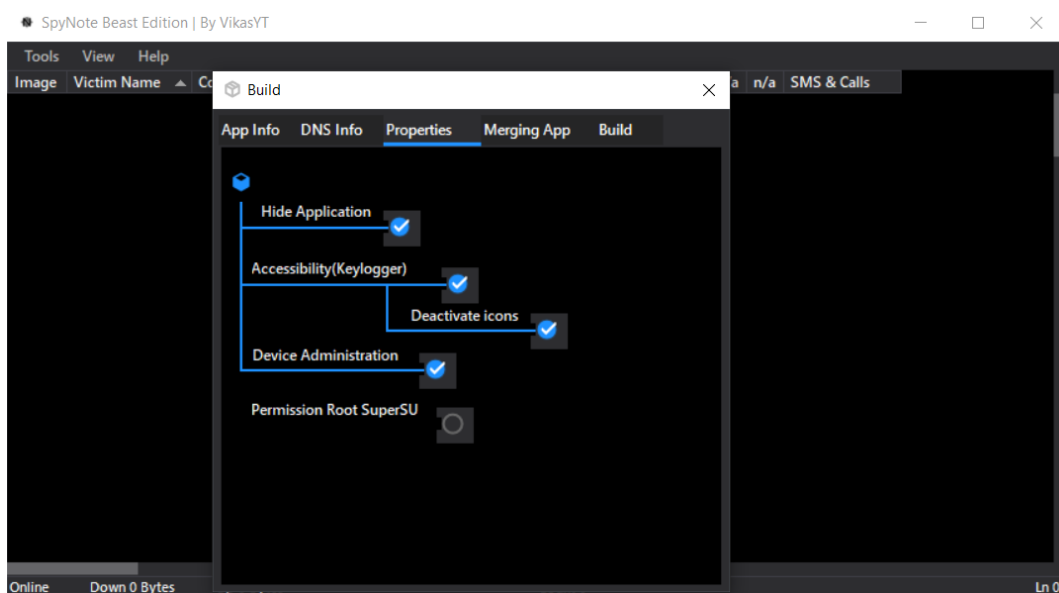 SpyNote Beast Edition | By VikasYT
Tools View Help
Image Victim Name n/a SMS & Calls
Build
App Info DNS Info Properties Merging App Build
Hide Application
Accessibility(Keylogger)
Deactivate icons
Device Administration
Permission Root SuperSU
Online Down 0 Bytes